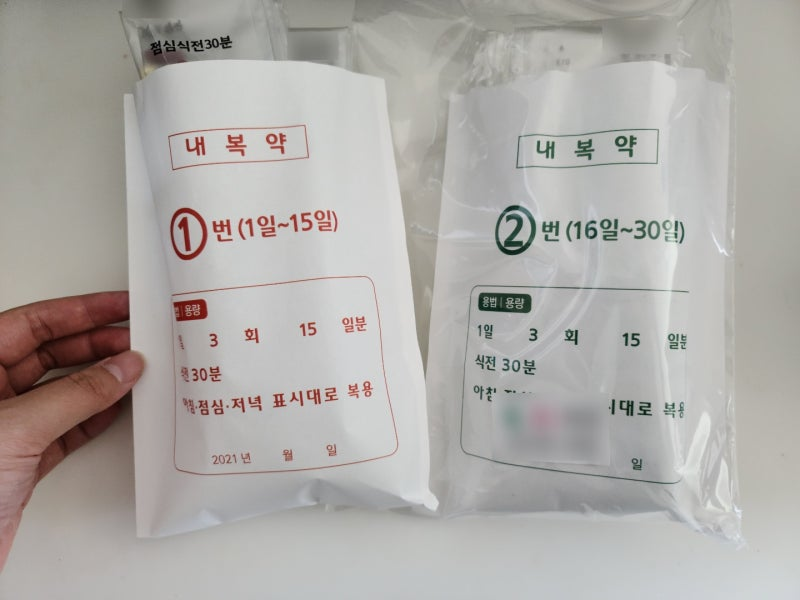 점심식전30분
내 복 약
① 번 (1일~15일)
용량
3 회 15 일분
30분
점심·저녁 표시대로 복용
2021 년 월 일
내 복 약
② 번 (16일~30일)
용법 용량
1일 3 회 15 일분
식전 30분
아침 복용
일